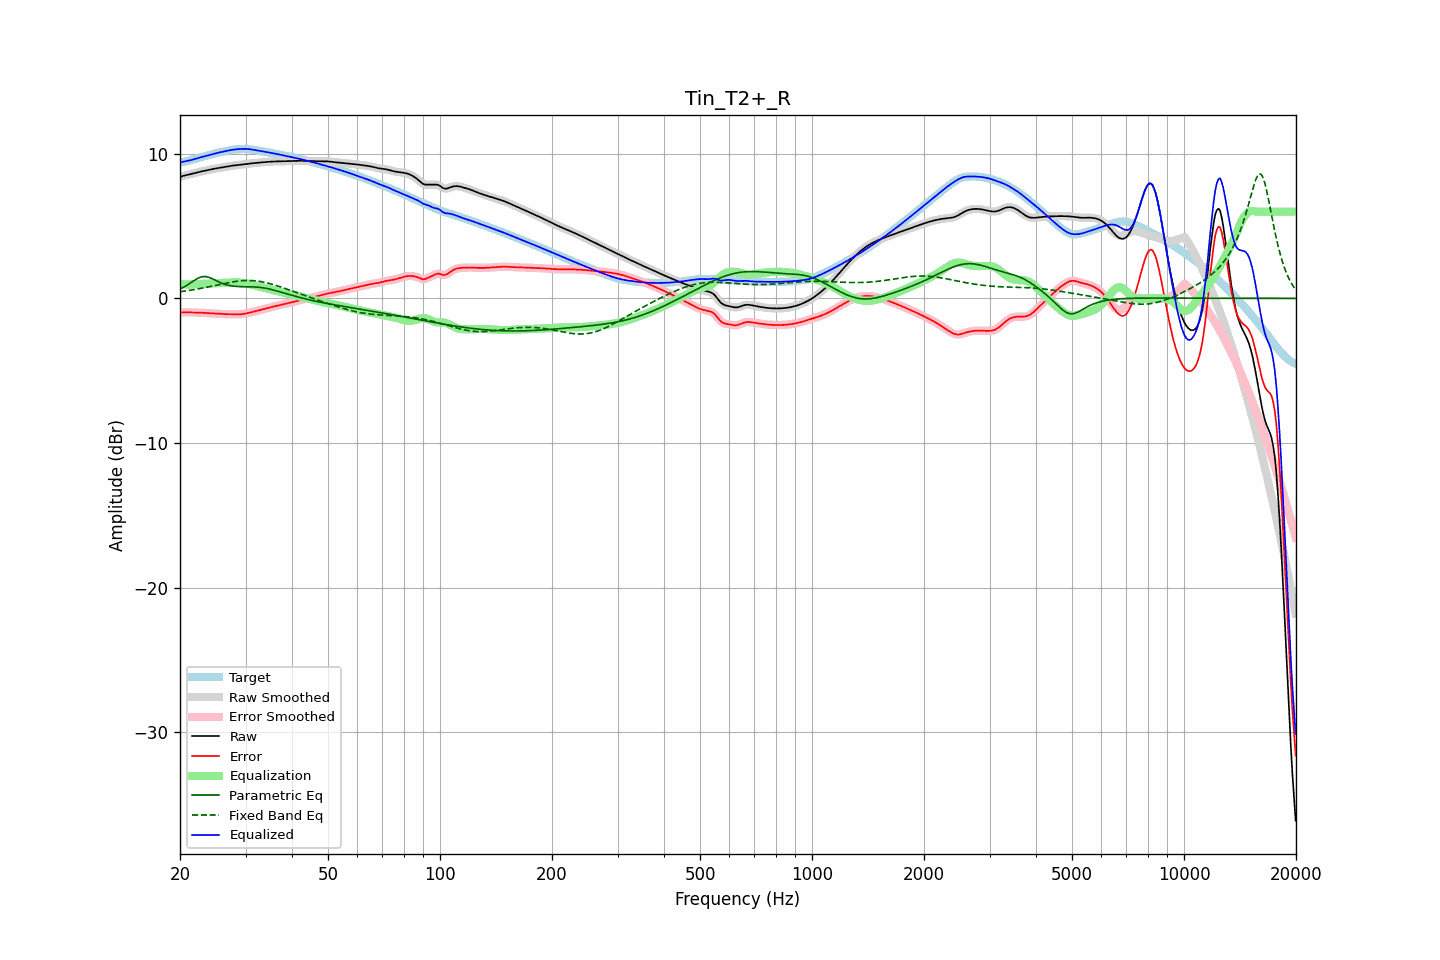 Tin_T2+_R
10
0
−10
−20
−30
Amplitude (dBr)
Target
Raw Smoothed
Error Smoothed
Raw
Error
Equalization
Parametric Eq
Fixed Band Eq
Equalized
20 50 100 200 500 1000 2000 5000 10000 20000
Frequency (Hz)